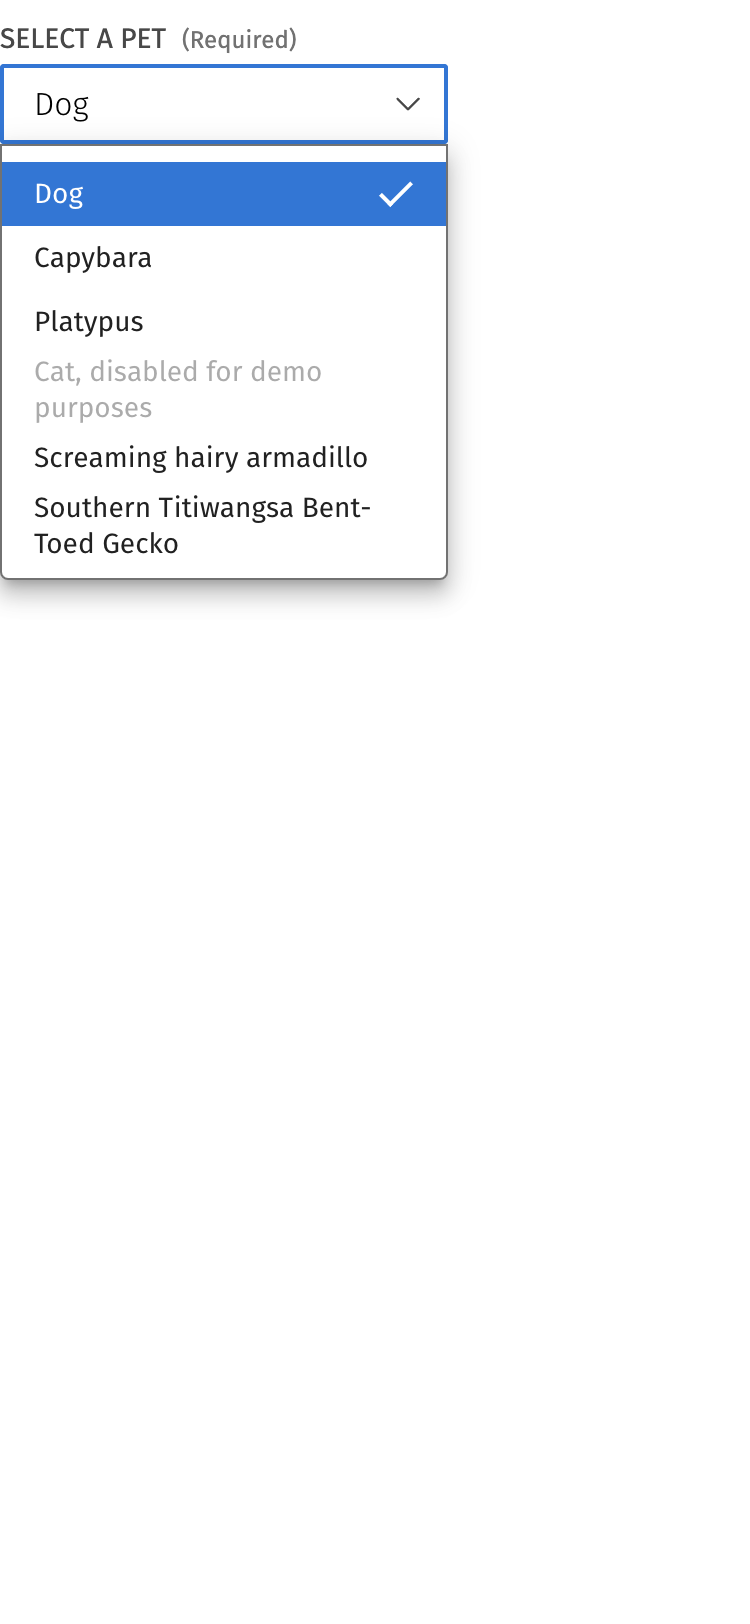 SELECT A PET (Required)
Dog
Dog
Capybara
Platypus
Cat, disabled for demo
purposes
Screaming hairy armadillo
Southern Titiwangsa Bent-
Toed Gecko